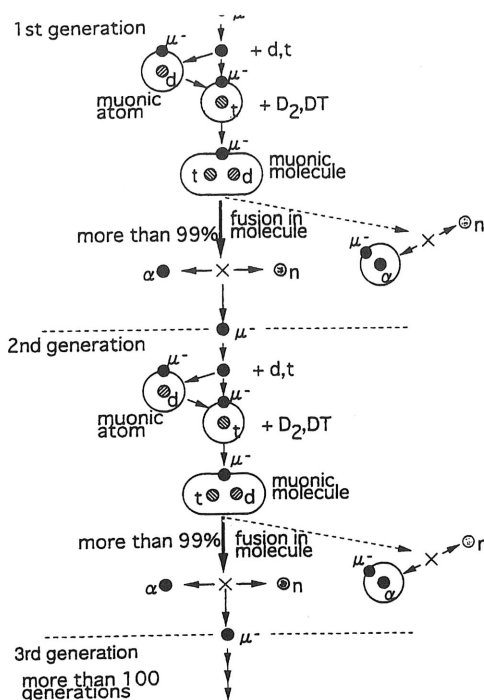 μ-
1st generation
μ-
+ d,t
d
μ-
muonic
atom
t
+ D2,DT
μ-
muonic
molecule
t
d
more than 99%
fusion in
molecule
n
μ-
α
α
n
μ-
2nd generation
μ-
+ d,t
d
μ-
muonic
atom
t
+ D2,DT
μ-
muonic
molecule
t
d
more than 99%
fusion in
molecule
n
μ-
α
α
n
μ-
3rd generation
more than 100
generations